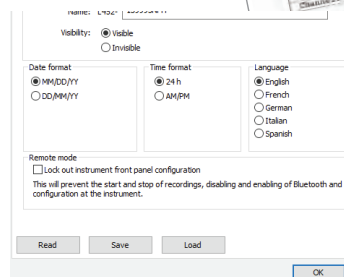 Name: L452-
Visibility: Visible
Invisible
Date format
MM/DD/YY
DD/MM/YY
Time format
24 h
AM/PM
Language
English
French
German
Italian
Spanish
Remote mode
Lock out instrument front panel configuration
This will prevent the start and stop of recordings, disabling and enabling of Bluetooth and
configuration at the instrument.
Read Save Load
OK